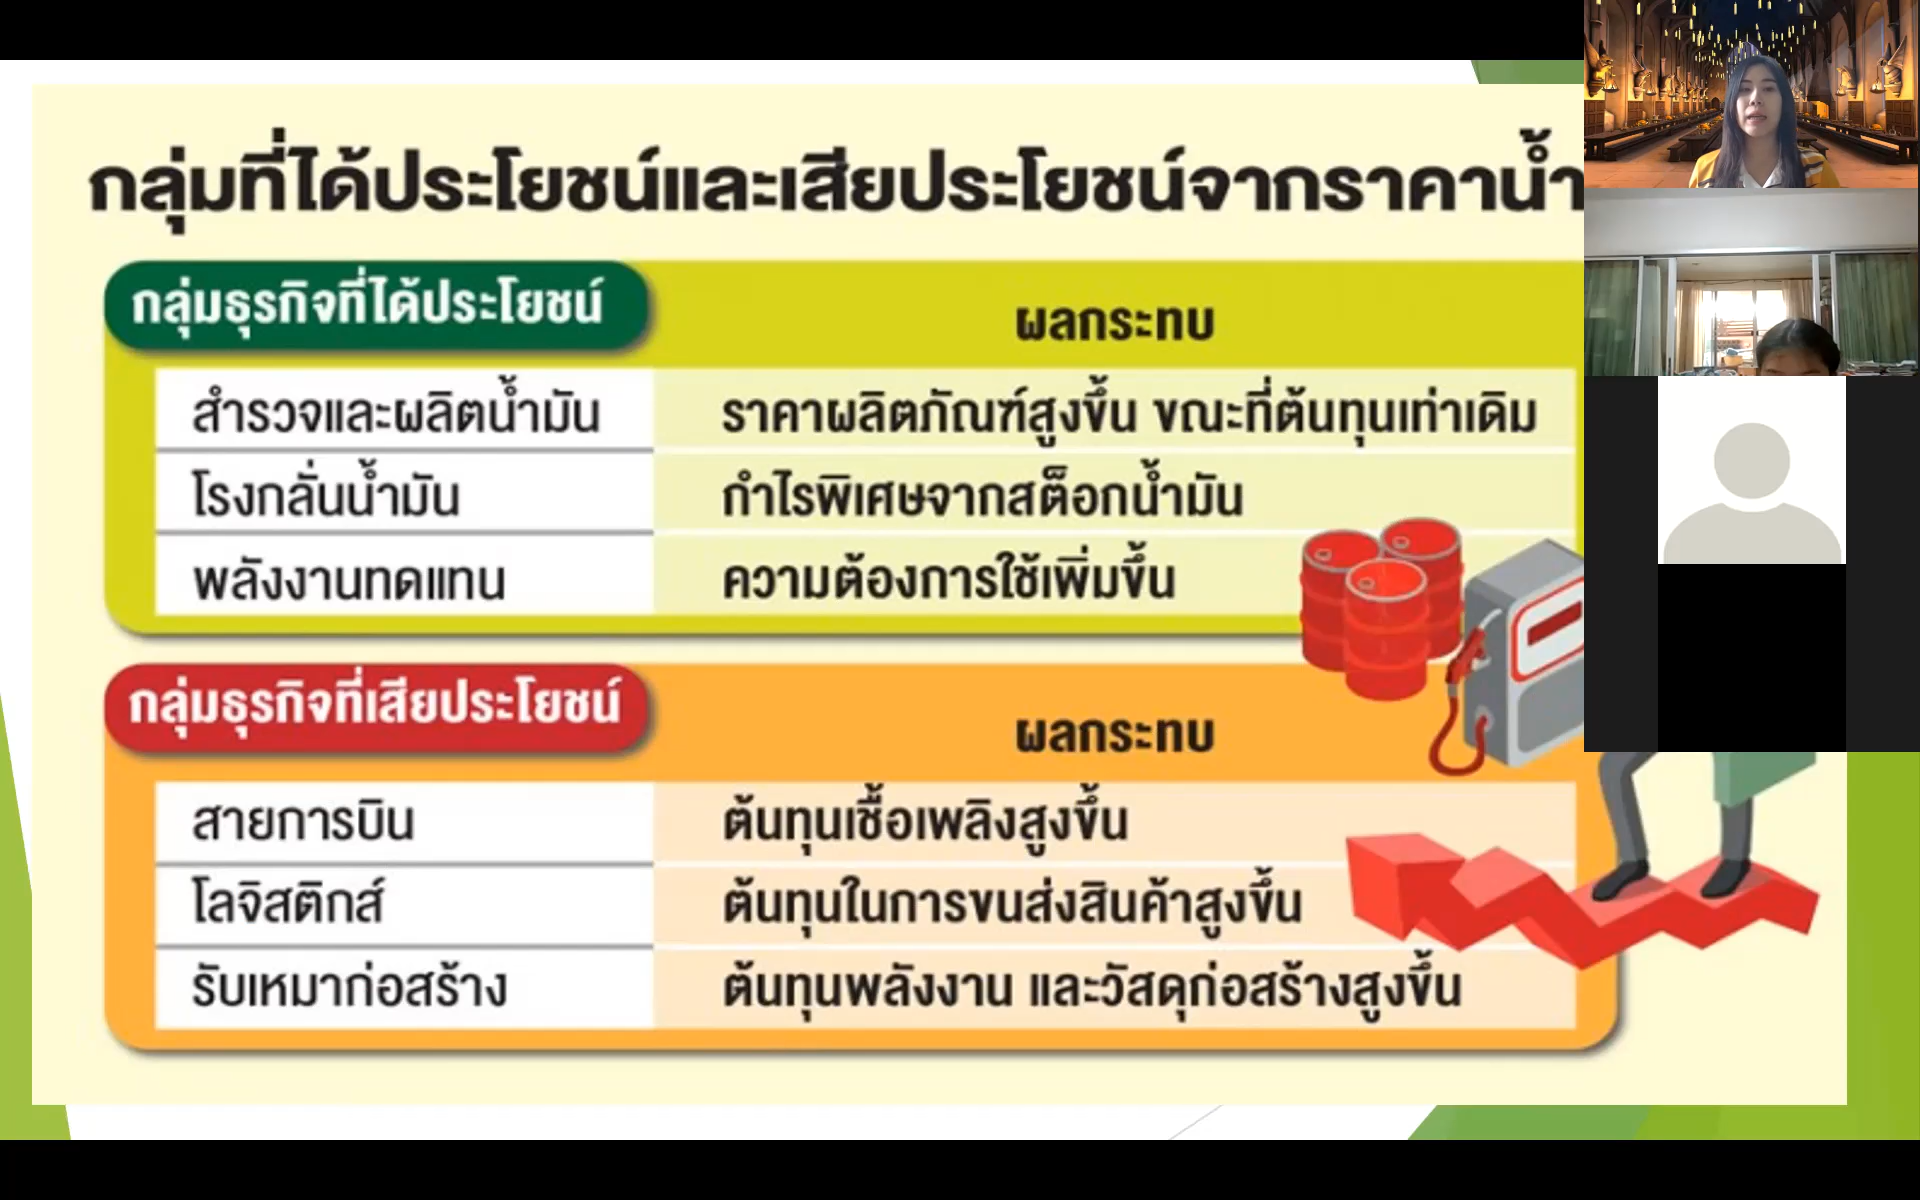 กลุ่มที่ได้ประโยชน์และเสียประโยชน์จากราคาน้ำ
กลุ่มธุรกิจที่ได้ประโยชน์ ผลกระทบ
สำรวจและผลิตน้ำมัน ราคาผลิตภัณฑ์สูงขึ้น ขณะที่ต้นทุนเท่าเดิม
โรงกลั่นน้ำมัน กำไรพิเศษจากสต็อกน้ำมัน
พลังงานทดแทน ความต้องการใช้เพิ่มขึ้น
กลุ่มธุรกิจที่เสียประโยชน์ ผลกระทบ
สายการบิน ต้นทุนเชื้อเพลิงสูงขึ้น
โลจิสติกส์ ต้นทุนในการขนส่งสินค้าสูงขึ้น
รับเหมาก่อสร้าง ต้นทุนพลังงาน และวัสดุก่อสร้างสูงขึ้น